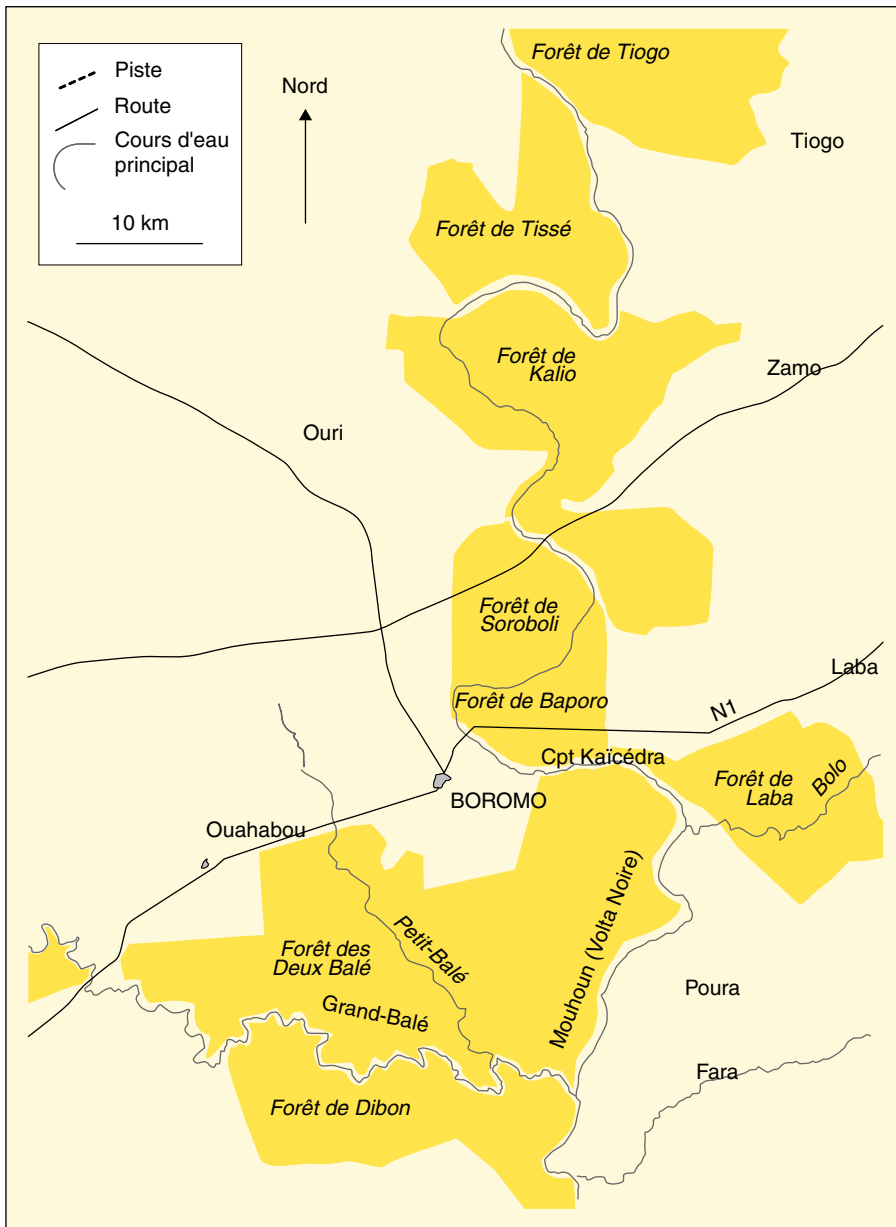 Piste
Route
Cours d'eau
principal
10 km
Nord
Forêt de Tiogo
Tiogo
Forêt de Tissé
Forêt de
Kalio
Zamo
Ouri
Forêt de
Soroboli
Laba
Forêt de Baporo
N1
Cpt Kaïcédra
Forêt de
Laba
Bolo
BOROMO
Ouahabou
Petit-Balé
Forêt des
Deux Balé
Grand-Balé
Mouhoun (Volta Noire)
Poura
Fara
Forêt de Dibon